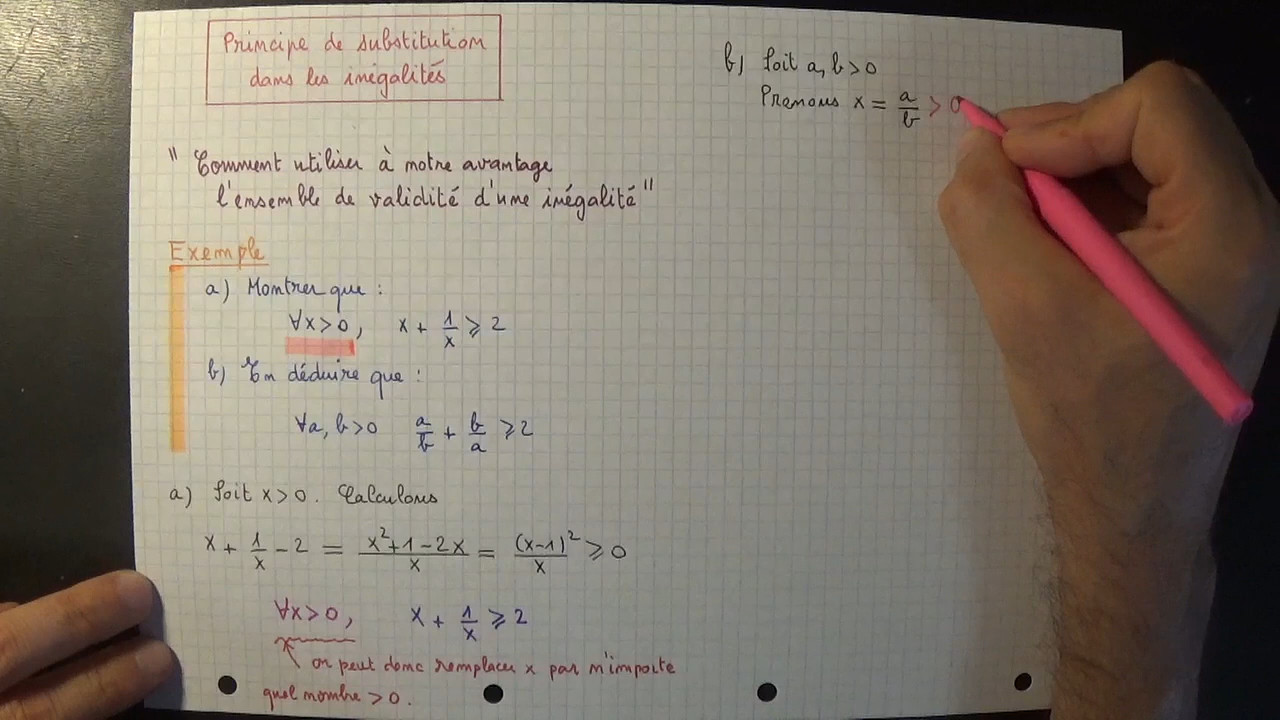 Principe de substitution
dans les inégalités
" Comment utiliser à notre avantage
l'ensemble de validité d'une inégalité"
Exemple
a) Montrer que :
∀x>0, x + 1/x ⩾ 2
b) En déduire que :
∀a, b>0 a/b + b/a ⩾ 2
a) Soit x>0. Calculons
x + 1/x - 2 = (x²+1-2x)/x = (x-1)²/x ⩾ 0
∀x>0, x + 1/x ⩾ 2
on peut donc remplacer x par n'importe
quel nombre >0.
b) Soit a, b>0
Prenons x = a/b > 0